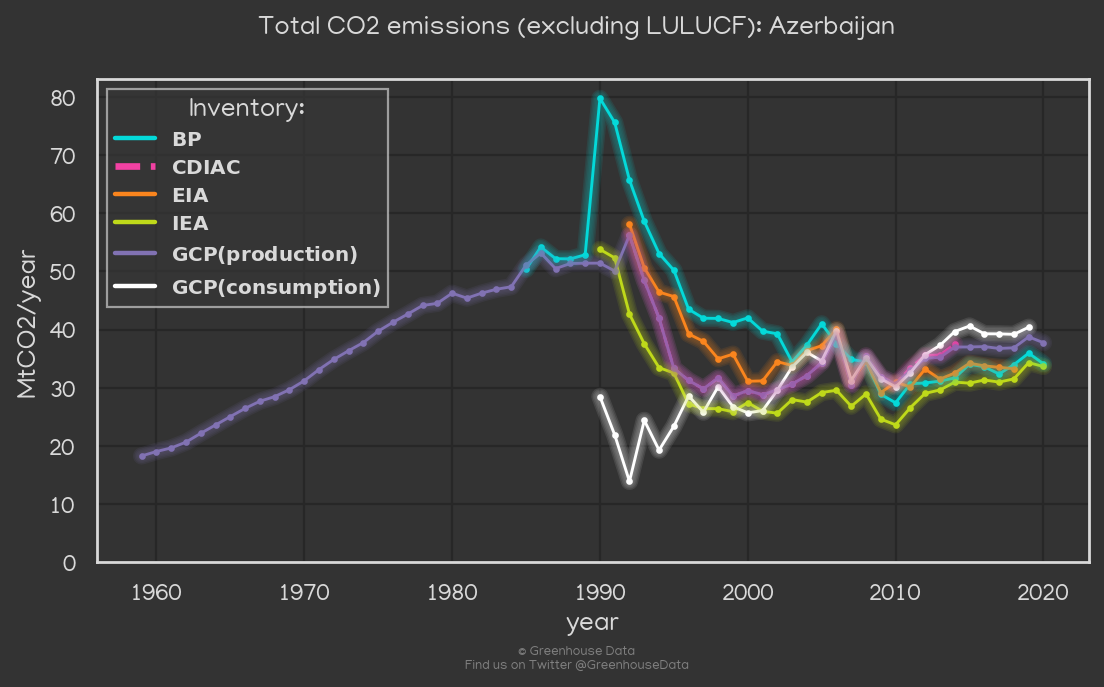 Total CO2 emissions (excluding LULUCF): Azerbaijan
Inventory:
BP
CDIAC
EIA
IEA
GCP(production)
GCP(consumption)
MtCO2/year
80
70
60
50
40
30
20
10
0
1960 1970 1980 1990 2000 2010 2020
year
© Greenhouse Data
Find us on Twitter @GreenhouseData